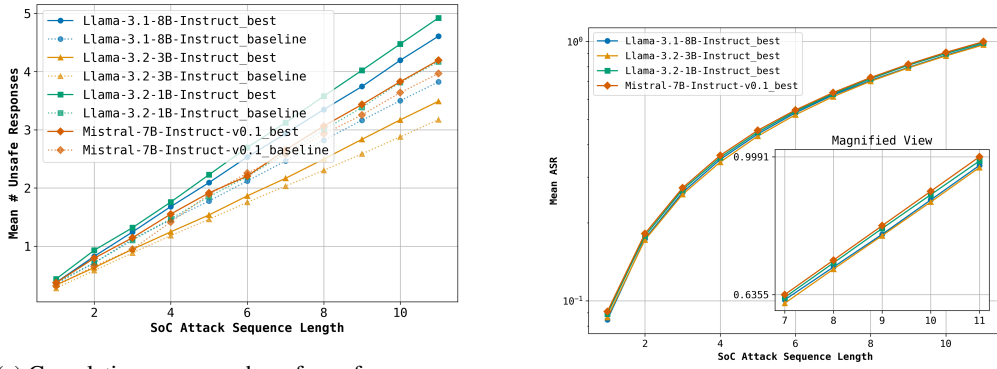 5
4
3
2
1
Mean # Unsafe Responses
Llama-3.1-8B-Instruct_best
Llama-3.1-8B-Instruct_baseline
Llama-3.2-3B-Instruct_best
Llama-3.2-3B-Instruct_baseline
Llama-3.2-1B-Instruct_best
Llama-3.2-1B-Instruct_baseline
Mistral-7B-Instruct-v0.1_best
Mistral-7B-Instruct-v0.1_baseline
2 4 6 8 10
SoC Attack Sequence Length
10⁰
10⁻¹
Mean ASR
Llama-3.1-8B-Instruct_best
Llama-3.2-3B-Instruct_best
Llama-3.2-1B-Instruct_best
Mistral-7B-Instruct-v0.1_best
Magnified View
0.9991
0.6355
7 8 9 10 11
2 4 6 8 10
SoC Attack Sequence Length